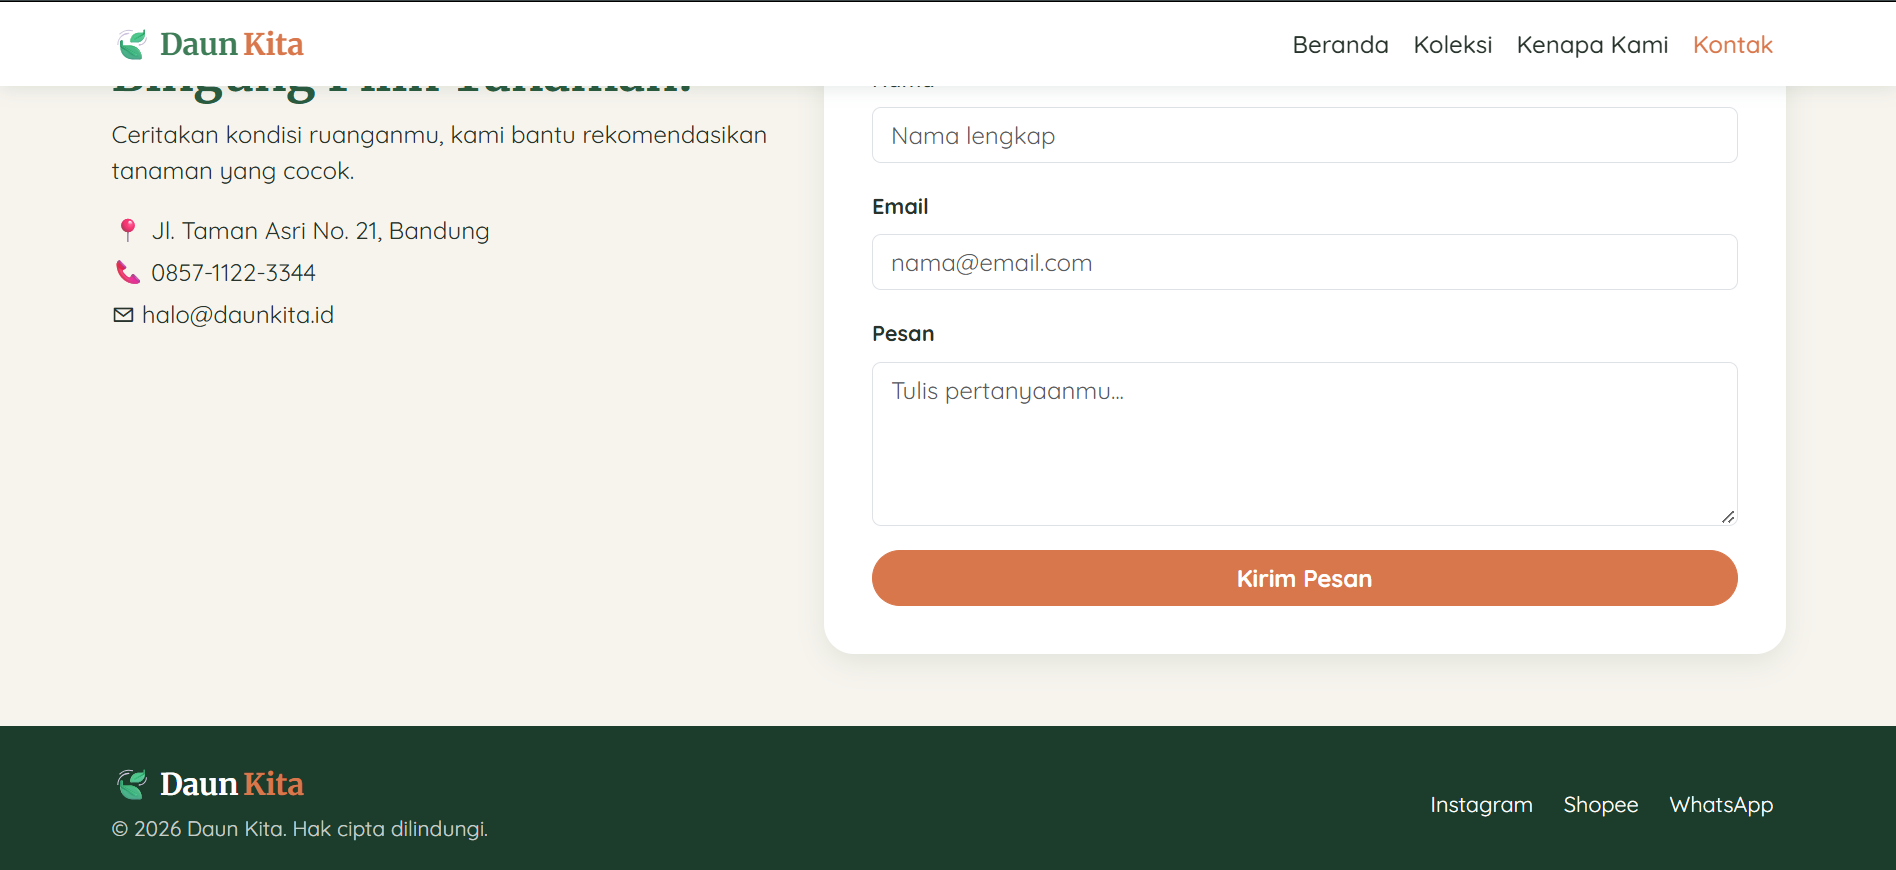 Daun Kita
Beranda Koleksi Kenapa Kami Kontak
Ceritakan kondisi ruanganmu, kami bantu rekomendasikan
tanaman yang cocok.
Jl. Taman Asri No. 21, Bandung
0857-1122-3344
halo@daunkita.id
Nama lengkap
Email
nama@email.com
Pesan
Tulis pertanyaanmu...
Kirim Pesan
Daun Kita
© 2026 Daun Kita. Hak cipta dilindungi.
Instagram Shopee WhatsApp